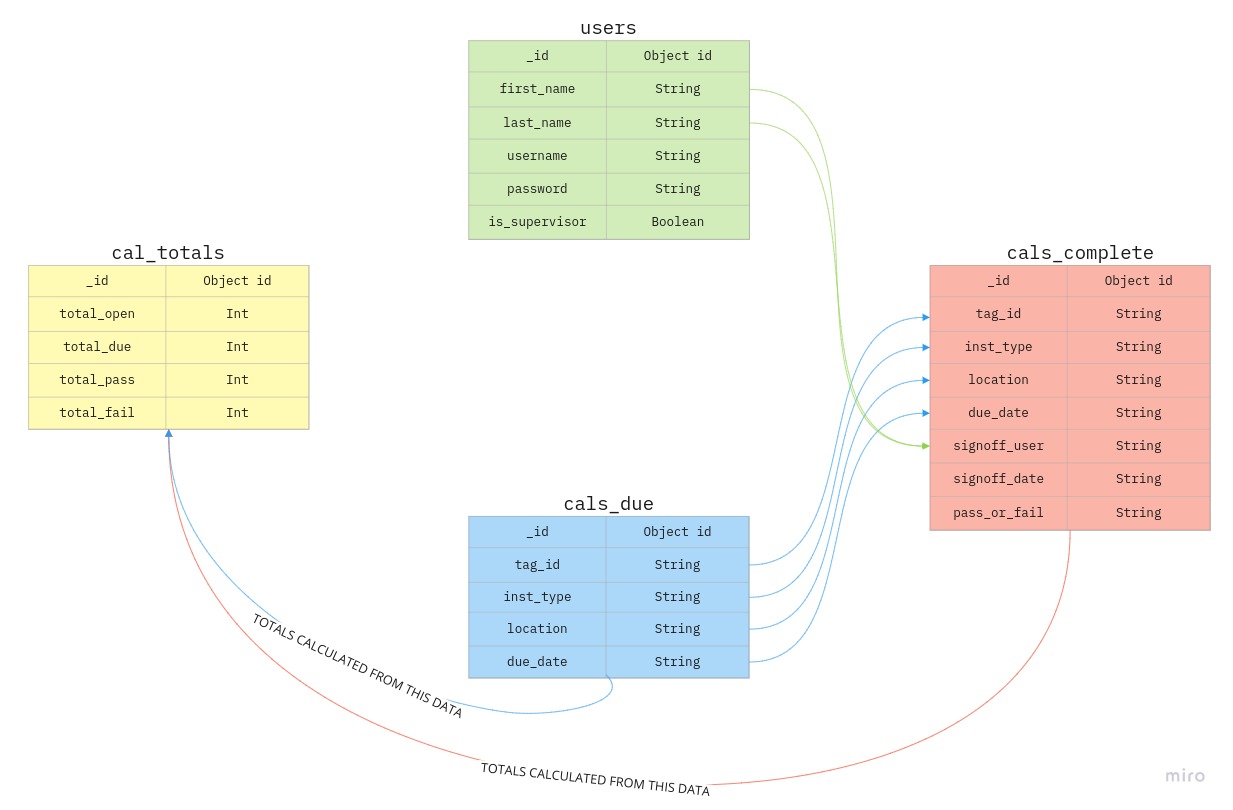 users
_id Object id
first_name String
last_name String
username String
password String
is_supervisor Boolean
cal_totals
_id Object id
total_open Int
total_due Int
total_pass Int
total_fail Int
cals_complete
_id Object id
tag_id String
inst_type String
location String
due_date String
signoff_user String
signoff_date String
pass_or_fail String
cals_due
_id Object id
tag_id String
inst_type String
location String
due_date String
TOTALS CALCULATED FROM THIS DATA
TOTALS CALCULATED FROM THIS DATA
miro